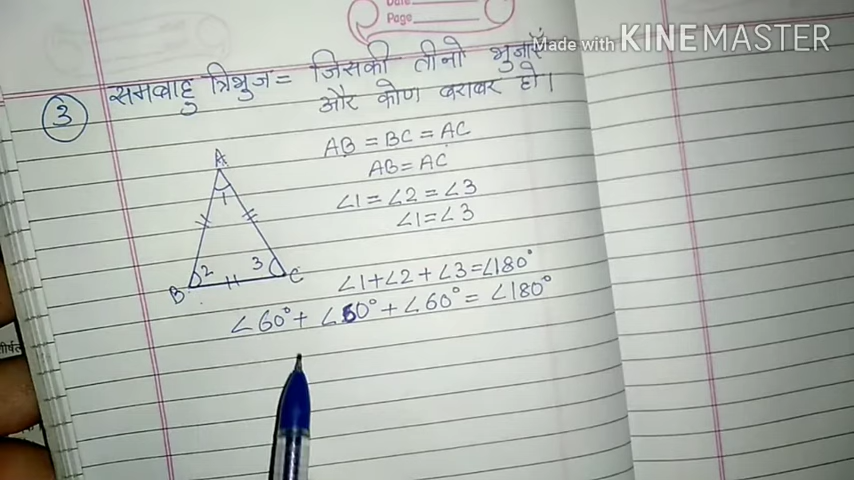 Date
Page
Made with KINEMASTER
③ समबाहु त्रिभुज = जिसकी तीनो भुजाएँ
और कोण बराबर हो।
AB = BC = AC
AB = AC
∠1 = ∠2 = ∠3
∠1 = ∠3
A
1
2
3
B
C
∠1 + ∠2 + ∠3 = ∠180°
∠60° + ∠60° + ∠60° = ∠180°